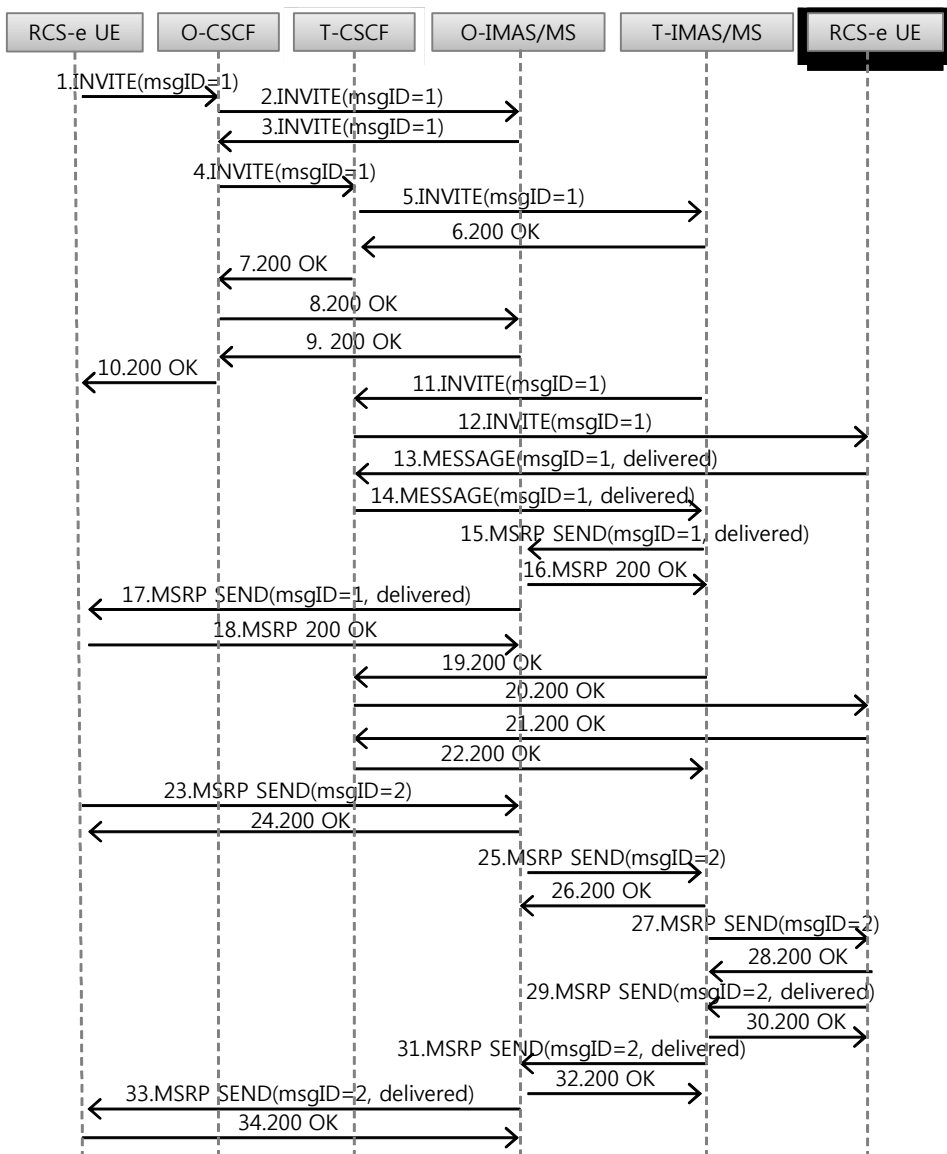 RCS-e UE O-CSCF T-CSCF O-IMAS/MS T-IMAS/MS RCS-e UE
1.INVITE(msgID=1)
2.INVITE(msgID=1)
3.INVITE(msgID=1)
4.INVITE(msgID=1)
5.INVITE(msgID=1)
6.200 OK
7.200 OK
8.200 OK
9. 200 OK
10.200 OK
11.INVITE(msgID=1)
12.INVITE(msgID=1)
13.MESSAGE(msgID=1, delivered)
14.MESSAGE(msgID=1, delivered)
15.MSRP SEND(msgID=1, delivered)
16.MSRP 200 OK
17.MSRP SEND(msgID=1, delivered)
18.MSRP 200 OK
19.200 OK
20.200 OK
21.200 OK
22.200 OK
23.MSRP SEND(msgID=2)
24.200 OK
25.MSRP SEND(msgID=2)
26.200 OK
27.MSRP SEND(msgID=2)
28.200 OK
29.MSRP SEND(msgID=2, delivered)
30.200 OK
31.MSRP SEND(msgID=2, delivered)
32.200 OK
33.MSRP SEND(msgID=2, delivered)
34.200 OK